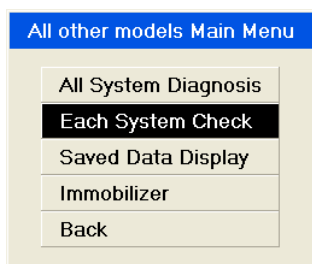 All other models Main Menu
All System Diagnosis
Each System Check
Saved Data Display
Immobilizer
Back